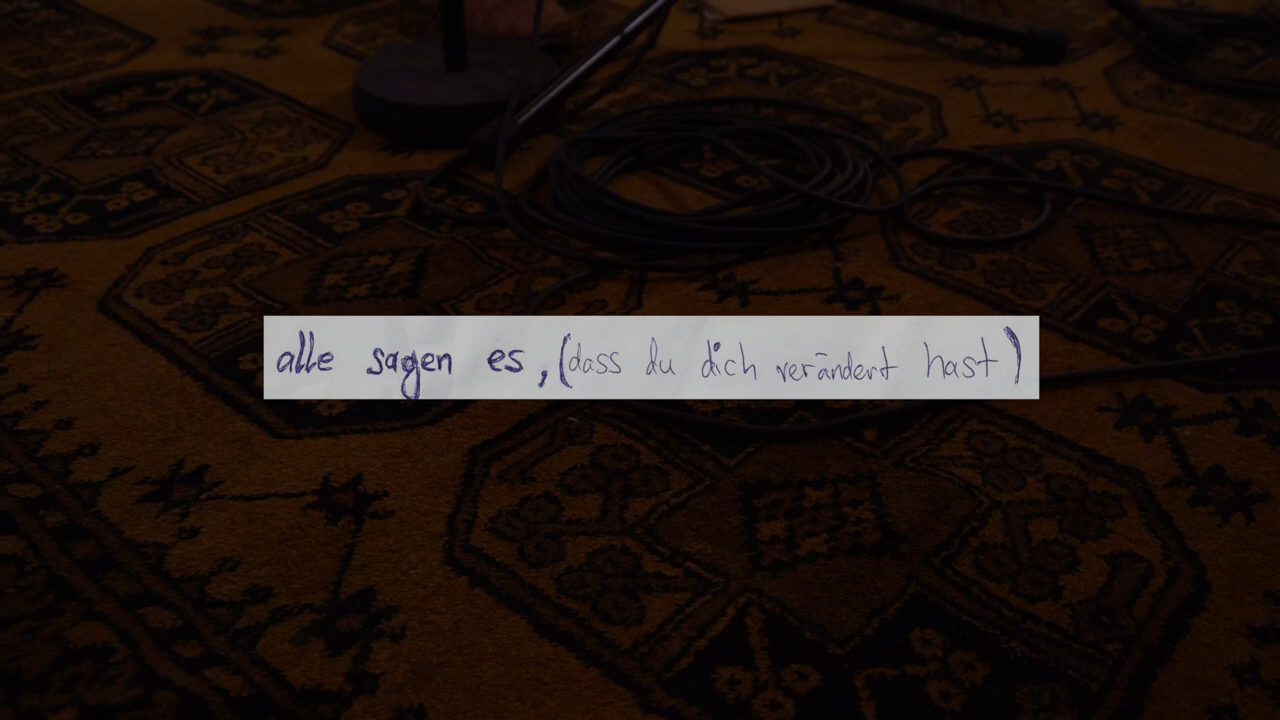 alle sagen es, (dass du dich verändert hast)